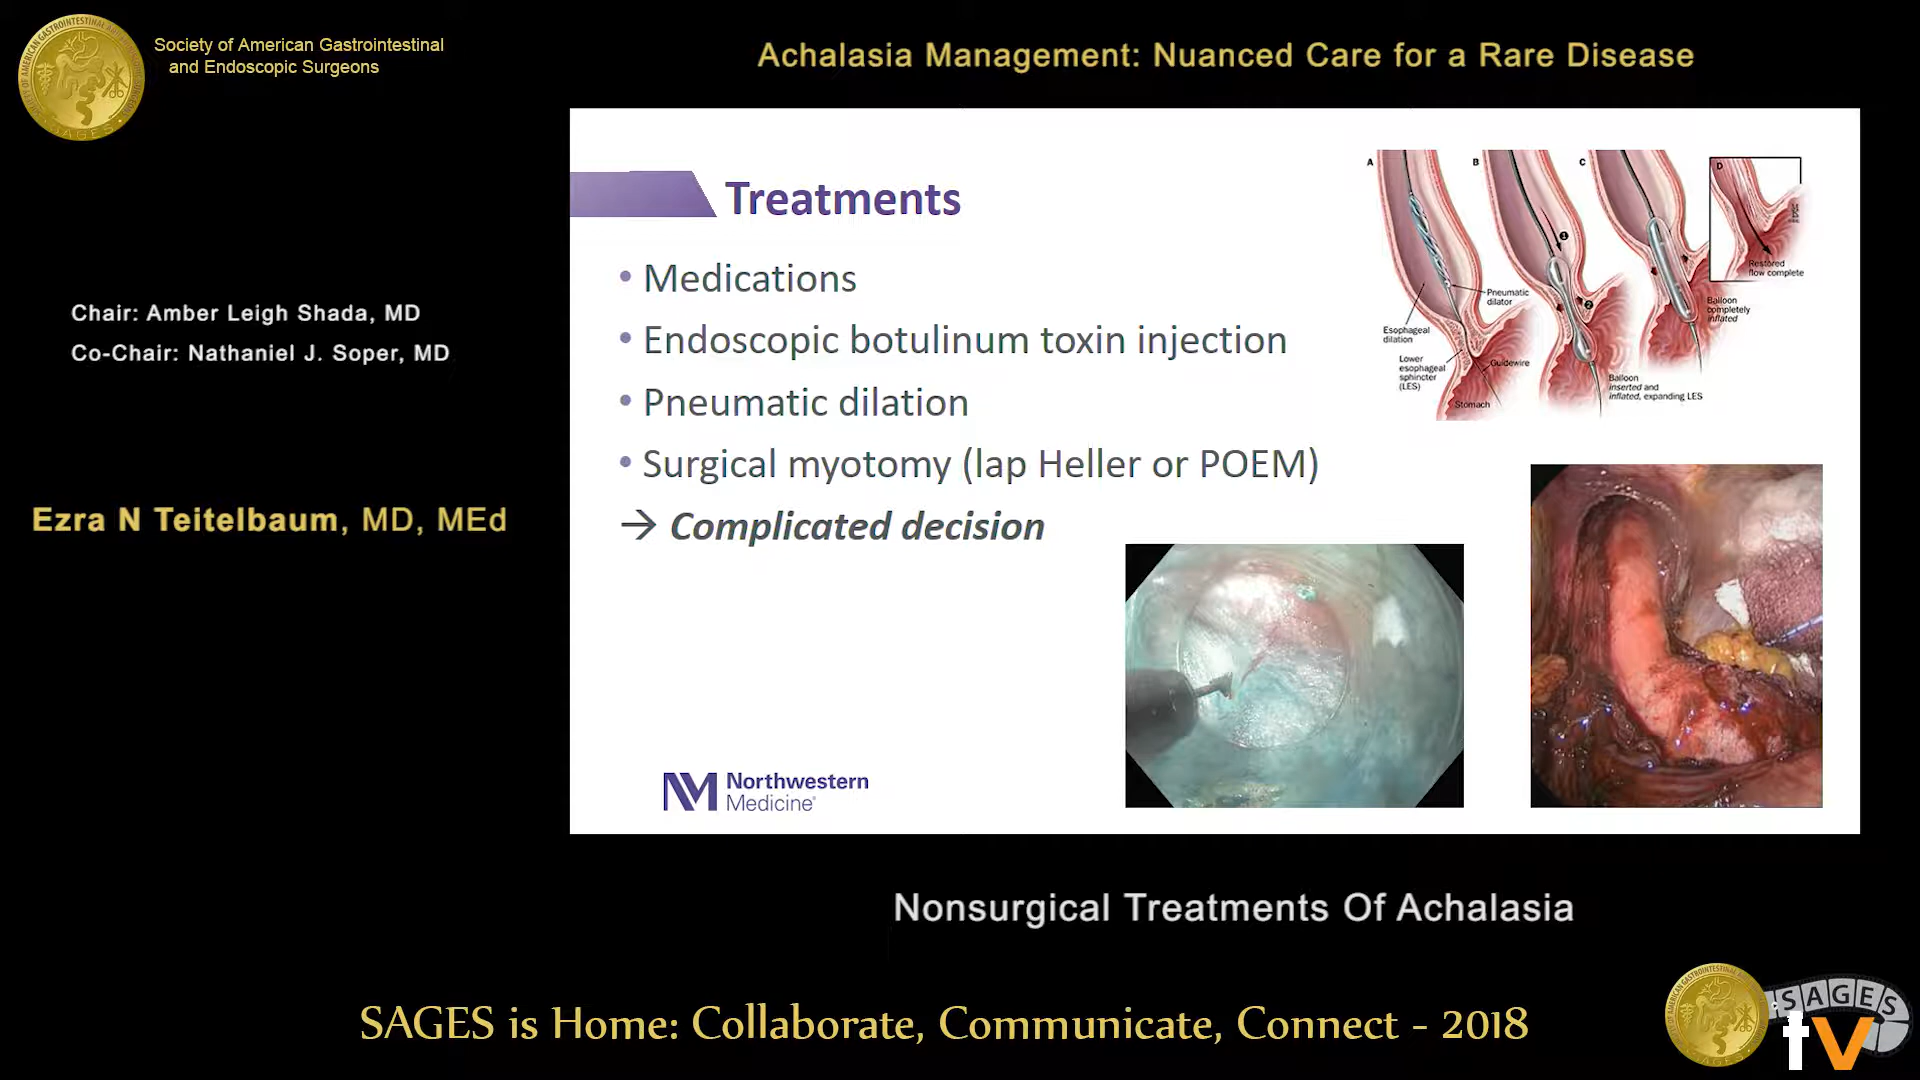 Society of American Gastrointestinal
and Endoscopic Surgeons
Achalasia Management: Nuanced Care for a Rare Disease
Chair: Amber Leigh Shada, MD
Co-Chair: Nathaniel J. Soper, MD
Ezra N Teitelbaum, MD, MEd
Treatments
• Medications
• Endoscopic botulinum toxin injection
• Pneumatic dilation
• Surgical myotomy (lap Heller or POEM)
→ Complicated decision
A
B
C
D
1
2
Pneumatic
dilator
Esophageal
dilation
Lower
esophageal
sphincter
(LES)
Guidewire
Stomach
Balloon
inserted and
inflated, expanding LES
Balloon
completely
inflated
Restored
flow complete
NM Northwestern
Medicine
Nonsurgical Treatments Of Achalasia
SAGES is Home: Collaborate, Communicate, Connect - 2018
SAGES
tv
SAGES